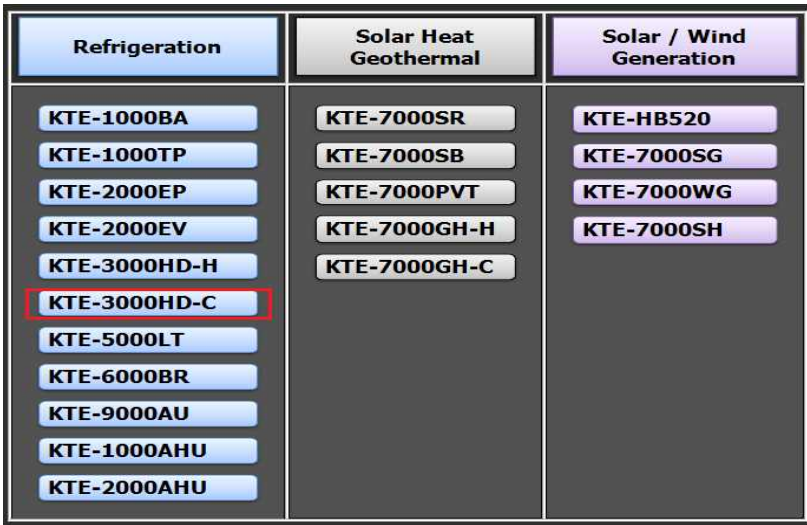 Refrigeration
Solar Heat
Geothermal
Solar / Wind
Generation
KTE-1000BA
KTE-1000TP
KTE-2000EP
KTE-2000EV
KTE-3000HD-H
KTE-3000HD-C
KTE-5000LT
KTE-6000BR
KTE-9000AU
KTE-1000AHU
KTE-2000AHU
KTE-7000SR
KTE-7000SB
KTE-7000PVT
KTE-7000GH-H
KTE-7000GH-C
KTE-HB520
KTE-7000SG
KTE-7000WG
KTE-7000SH